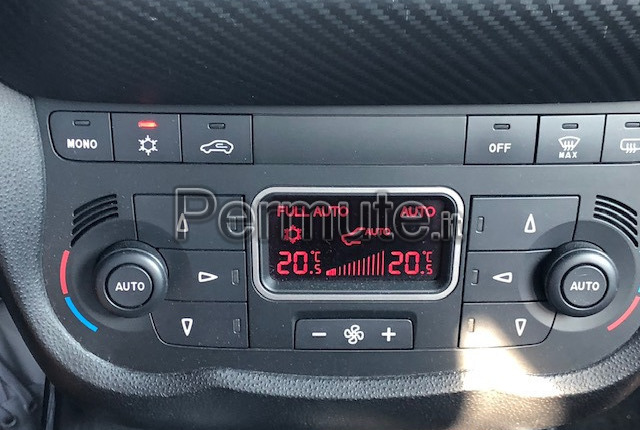 MONO
OFF
MAX
Permute.it
FULL AUTO AUTO
AUTO
20.5 °C 20.5 °C
AUTO
AUTO
− +